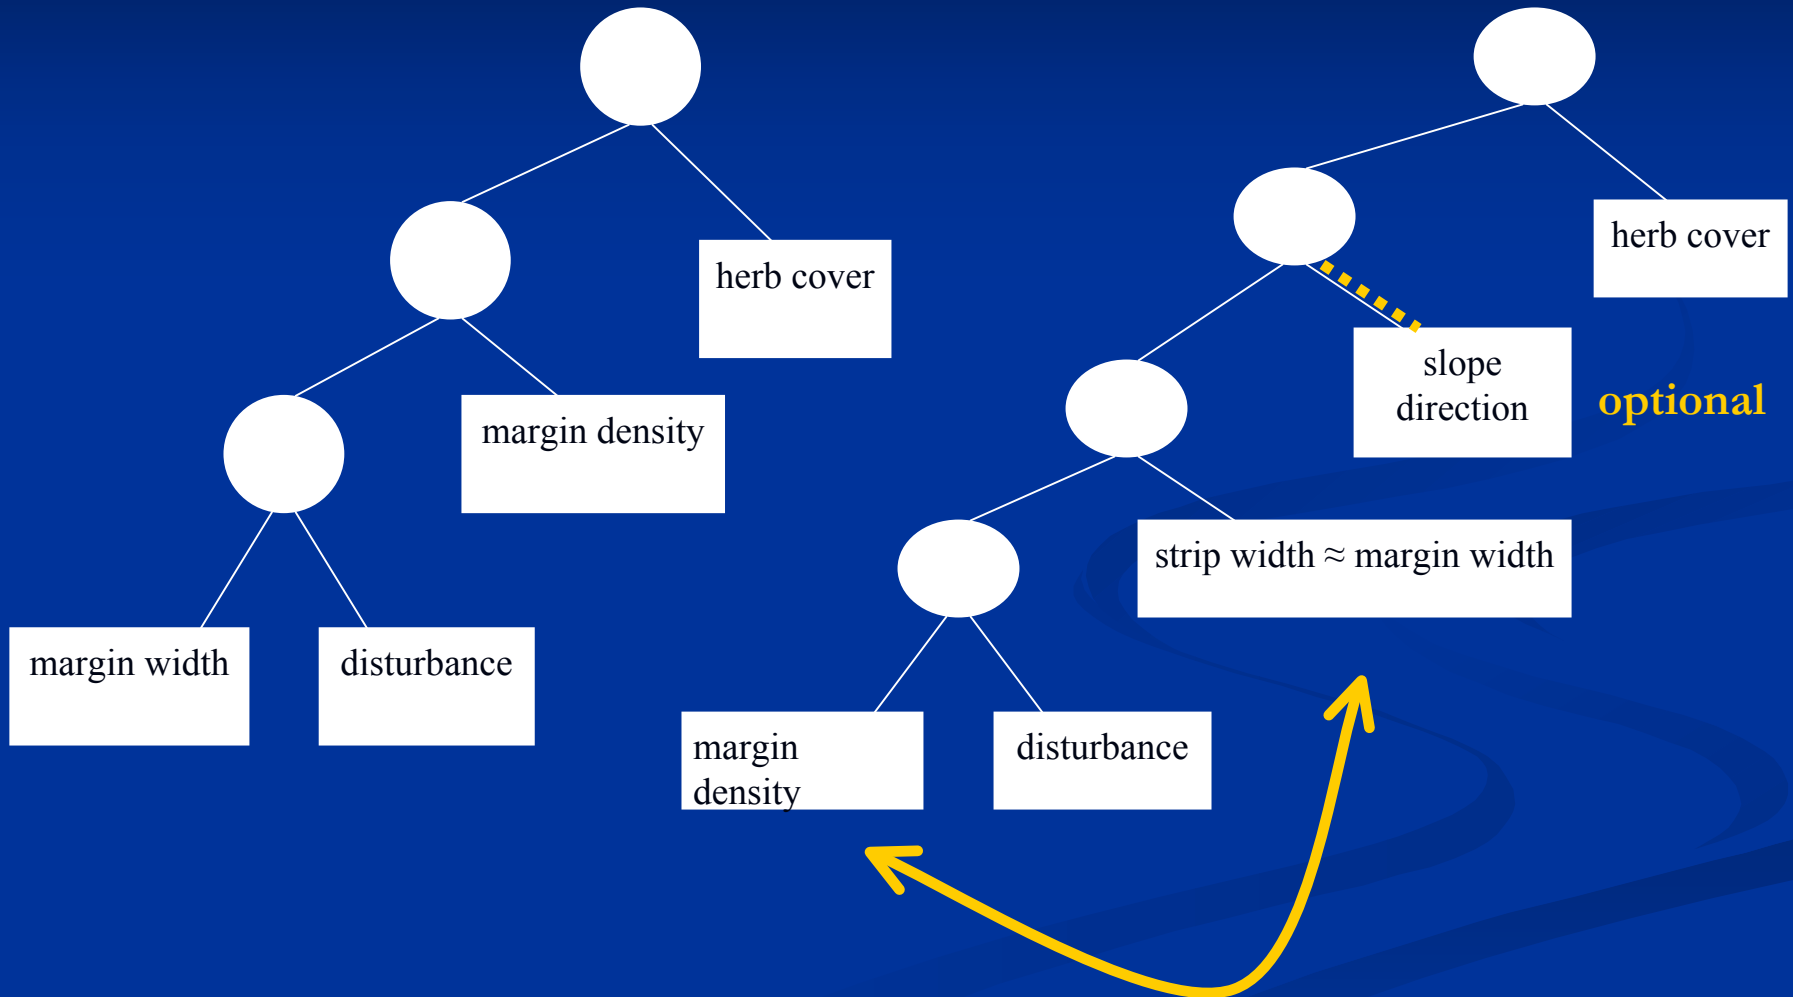 herb cover
margin density
margin width
disturbance
herb cover
slope
direction
optional
strip width ≈ margin width
margin
density
disturbance